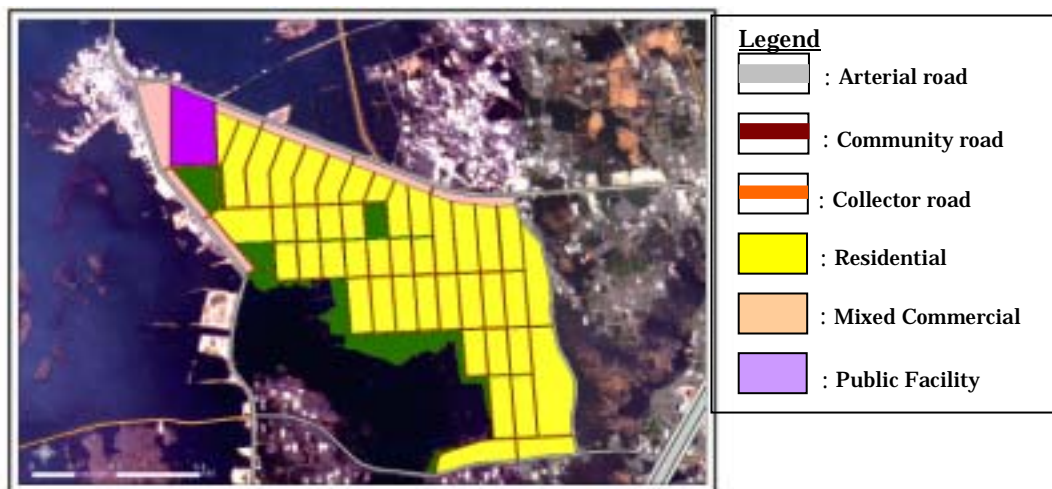 Legend
: Arterial road
: Community road
: Collector road
: Residential
: Mixed Commercial
: Public Facility